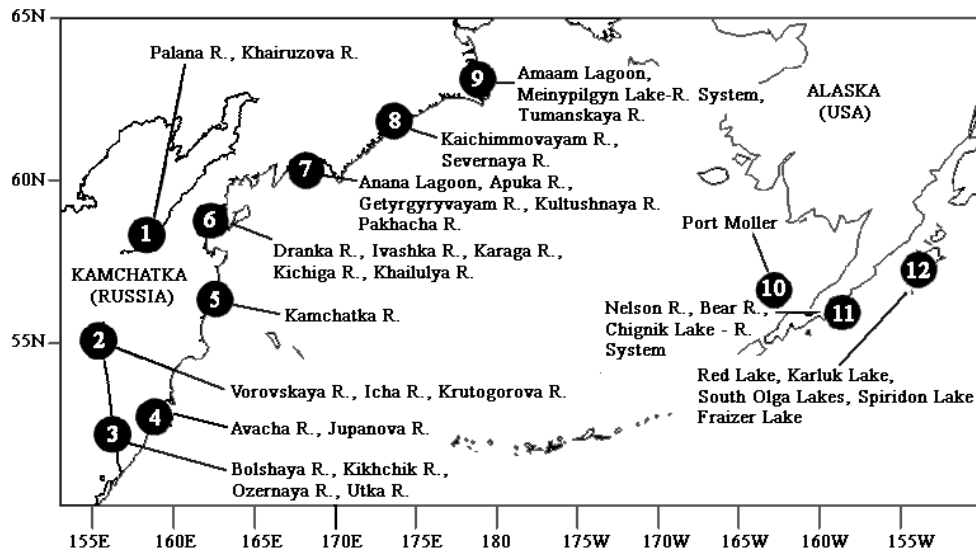 65N
Palana R., Khairuzova R.
9
Amaam Lagoon,
Meinypilgyn Lake-R. System,
Tumanskaya R.
ALASKA
(USA)
8
Kaichimmovayam R.,
Severnaya R.
60N
7
Anana Lagoon, Apuka R.,
Getyrgyryvayam R., Kultushnaya R.
Pakhacha R.
6
Dranka R., Ivashka R., Karaga R.,
Kichiga R., Khailulya R.
1
KAMCHATKA
(RUSSIA)
Port Moller
10
12
5
Kamchatka R.
Nelson R., Bear R.,
Chignik Lake - R.
System
11
55N
2
Vorovskaya R., Icha R., Krutogorova R.
Red Lake, Karluk Lake,
South Olga Lakes, Spiridon Lake
Fraizer Lake
4
Avacha R., Jupanova R.
3
Bolshaya R., Kikhchik R.,
Ozernaya R., Utka R.
155E 160E 165E 170E 175E 180 175W 170W 165W 160W 155W